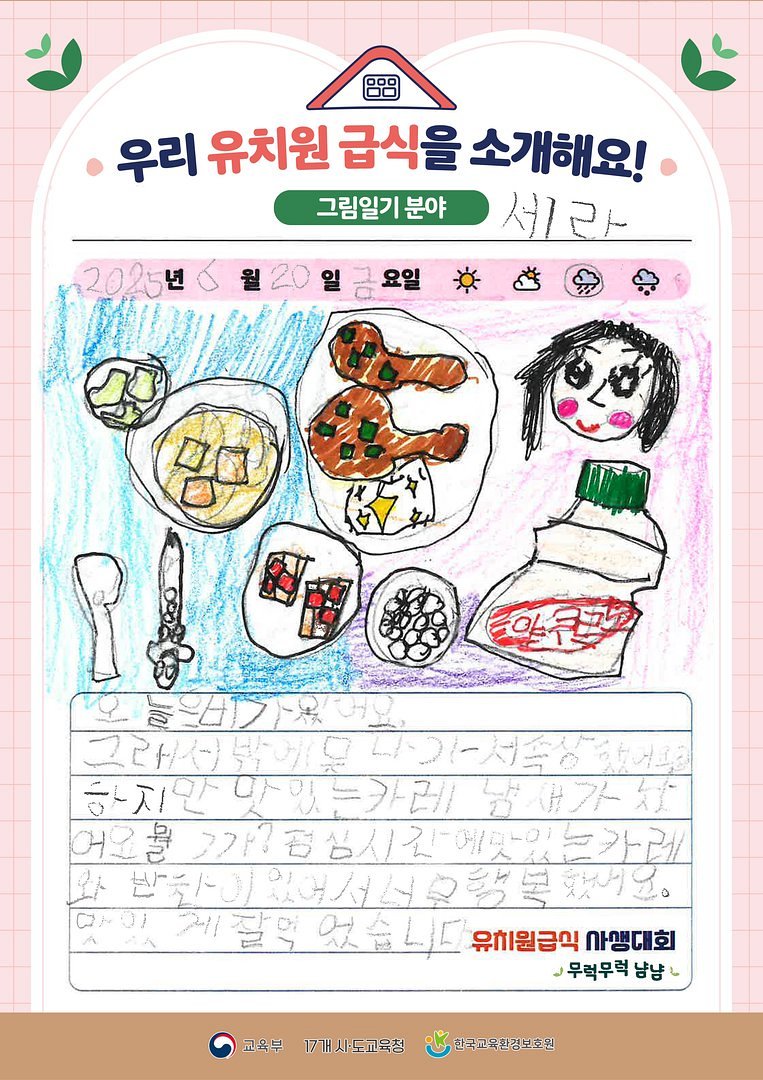 우리 유치원 급식을 소개해요!
그림일기 분야
세라
2025년 6월 20일 금요일
야쿠르
오늘은비가왔어요.
그래서밖에못 나가서속상했어요
하지만 맛있는카레 냄새가 났
어요뭘 점심시간에맛있는카레
와 반찬이있어서너무행복했어요.
맛있게잘먹었습니다
유치원급식 사생대회
무럭무럭 냠냠
교육부 17개 시·도교육청 한국교육환경보호원